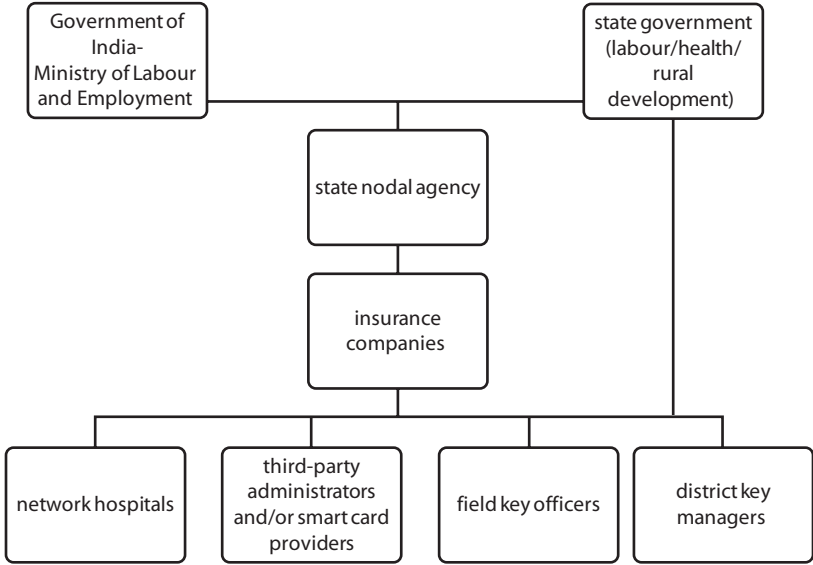 Government of
India-
Ministry of Labour
and Employment
state government
(labour/health/
rural
development)
state nodal agency
insurance
companies
network hospitals
third-party
administrators
and/or smart card
providers
field key officers
district key
managers